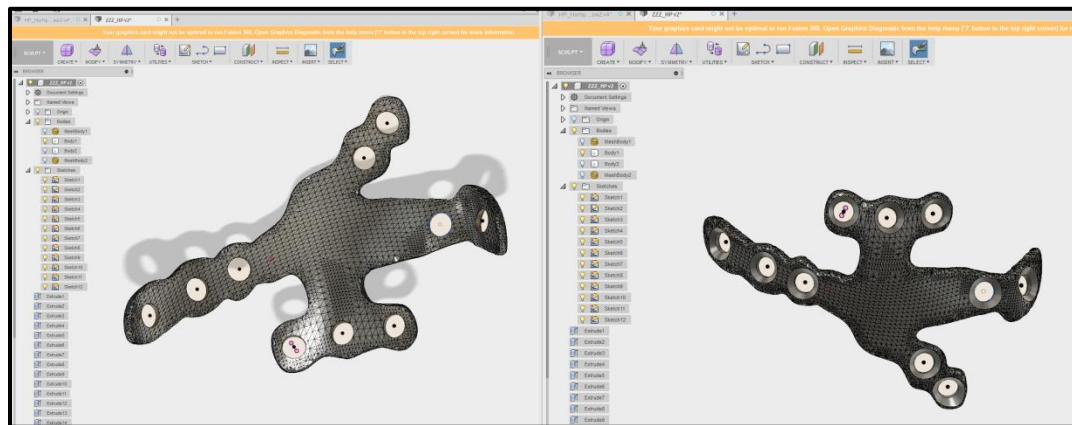 ZZZ_HP v2*
Your graphics card might not be optimal to run Fusion 360. Open Graphics Diagnostic from the help menu ("?" button in the top right corner) for more information.
SCULPT
CREATE MODIFY SYMMETRY UTILITIES SKETCH CONSTRUCT INSPECT INSERT SELECT
BROWSER
ZZZ_HP v2
Document Settings
Named Views
Origin
Bodies
MeshBody1
Body1
Body2
MeshBody2
Sketches
Sketch1
Sketch2
Sketch3
Sketch4
Sketch5
Sketch6
Sketch7
Sketch8
Sketch9
Sketch10
Sketch11
Sketch12
Extrude1
Extrude2
Extrude3
Extrude4
Extrude5
Extrude6
Extrude7
Extrude8
Extrude9
Extrude10
Extrude11
Extrude12
Extrude13
Extrude14
ZZZ_HP v2*
Your graphics card might not be optimal to run Fusion 360. Open Graphics Diagnostic from the help menu ("?" button in the top right corner) for
SCULPT
CREATE MODIFY SYMMETRY UTILITIES SKETCH CONSTRUCT INSPECT INSERT SELECT
BROWSER
ZZZ_HP v2
Document Settings
Named Views
Origin
Bodies
MeshBody1
Body1
Body2
MeshBody2
Sketches
Sketch1
Sketch2
Sketch3
Sketch4
Sketch5
Sketch6
Sketch7
Sketch8
Sketch9
Sketch10
Sketch11
Sketch12
Extrude1
Extrude2
Extrude3
Extrude4
Extrude5
Extrude6
Extrude7
Extrude8
Extrude9